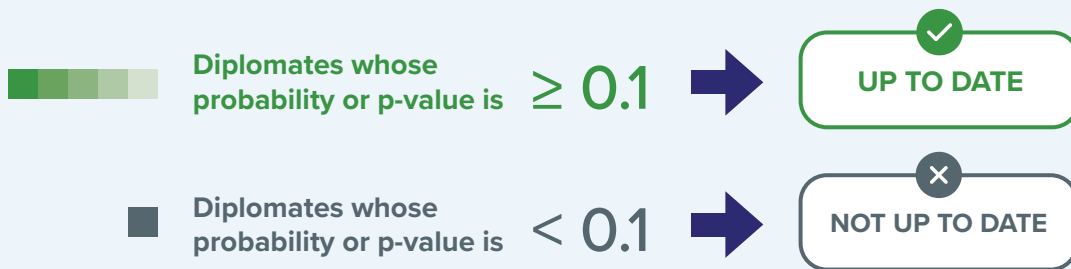 Diplomates whose
probability or p-value is
≥ 0.1
UP TO DATE
Diplomates whose
probability or p-value is
< 0.1
NOT UP TO DATE